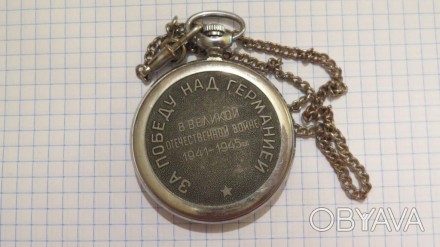 ЗА ПОБЕДУ НАД ГЕРМАНИЕЙ
В ВЕЛИКОЙ
ОТЕЧЕСТВЕННОЙ ВОЙНЕ
1941-1945гг
OBYAVA